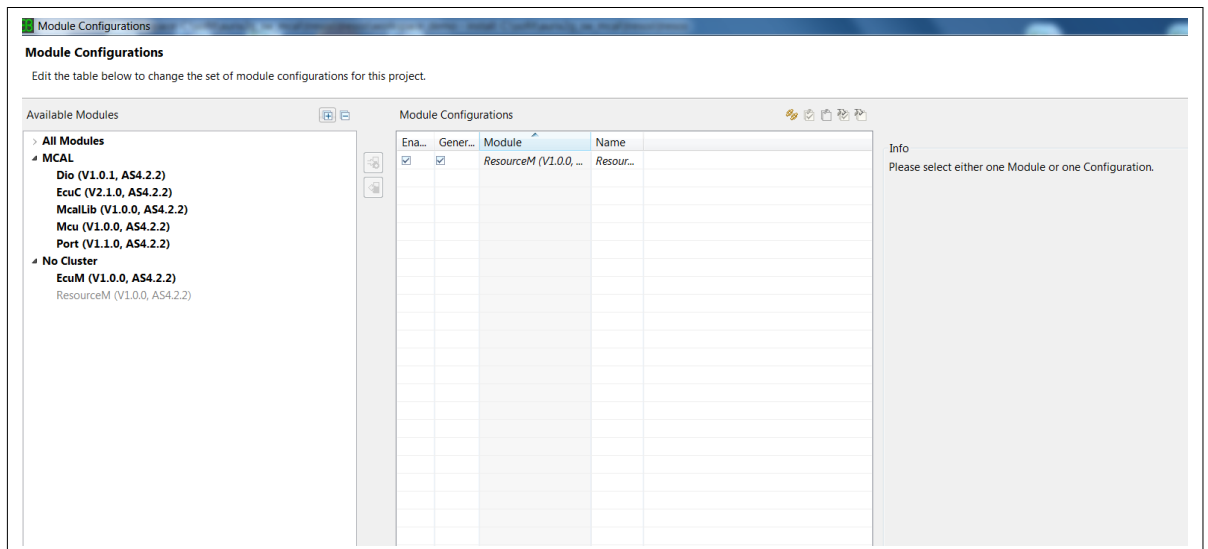 Module Configurations
Module Configurations
Edit the table below to change the set of module configurations for this project.
Available Modules
All Modules
MCAL
Dio (V1.0.1, AS4.2.2)
EcuC (V2.1.0, AS4.2.2)
McalLib (V1.0.0, AS4.2.2)
Mcu (V1.0.0, AS4.2.2)
Port (V1.1.0, AS4.2.2)
No Cluster
EcuM (V1.0.0, AS4.2.2)
ResourceM (V1.0.0, AS4.2.2)
Module Configurations
Ena... Gener... Module Name
ResourceM (V1.0.0, ... Resour...
Info
Please select either one Module or one Configuration.